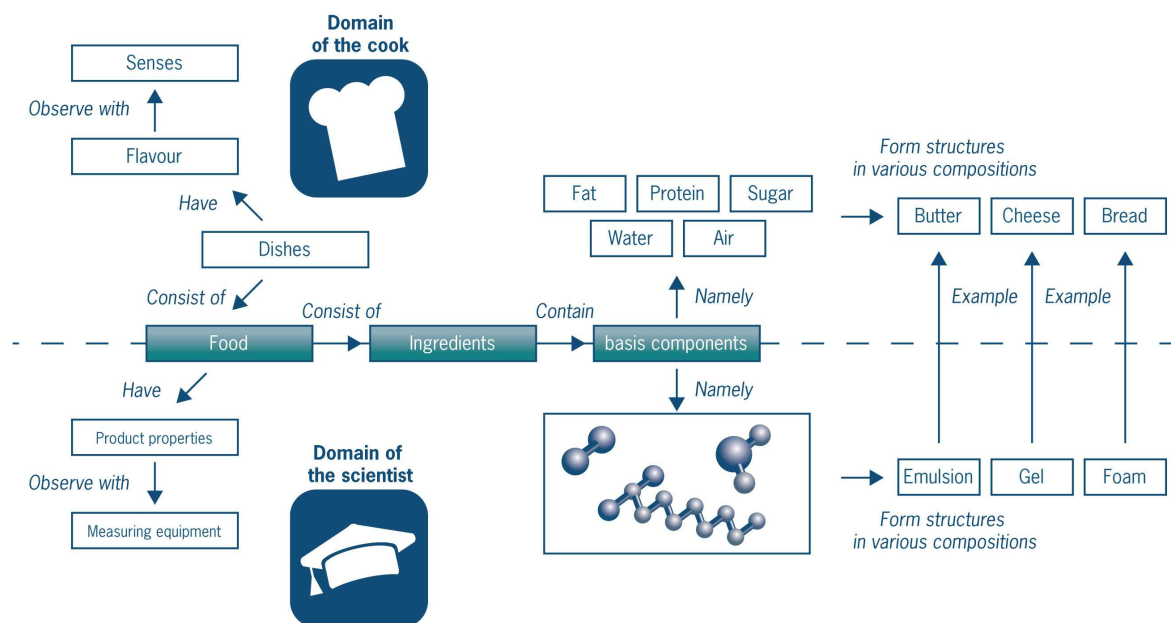 Domain
of the cook
Senses
Observe with
Flavour
Have
Dishes
Consist of
Food
Consist of
Ingredients
Contain
basis components
Namely
Fat
Protein
Sugar
Water
Air
Form structures
in various compositions
Butter
Cheese
Bread
Example
Example
Have
Product properties
Observe with
Measuring equipment
Domain of
the scientist
Namely
Emulsion
Gel
Foam
Form structures
in various compositions